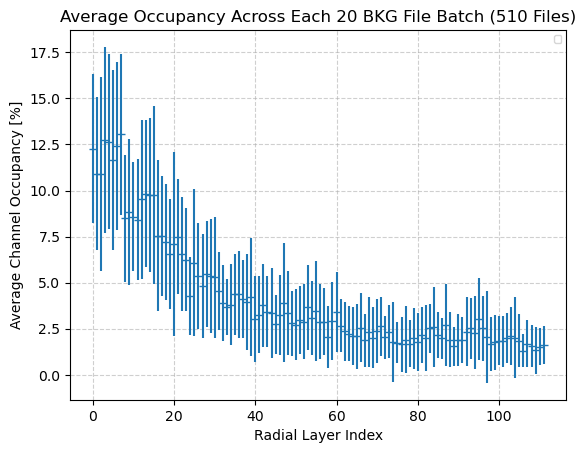 Average Occupancy Across Each 20 BKG File Batch (510 Files)
Average Channel Occupancy [%]
17.5
15.0
12.5
10.0
7.5
5.0
2.5
0.0
0 20 40 60 80 100
Radial Layer Index